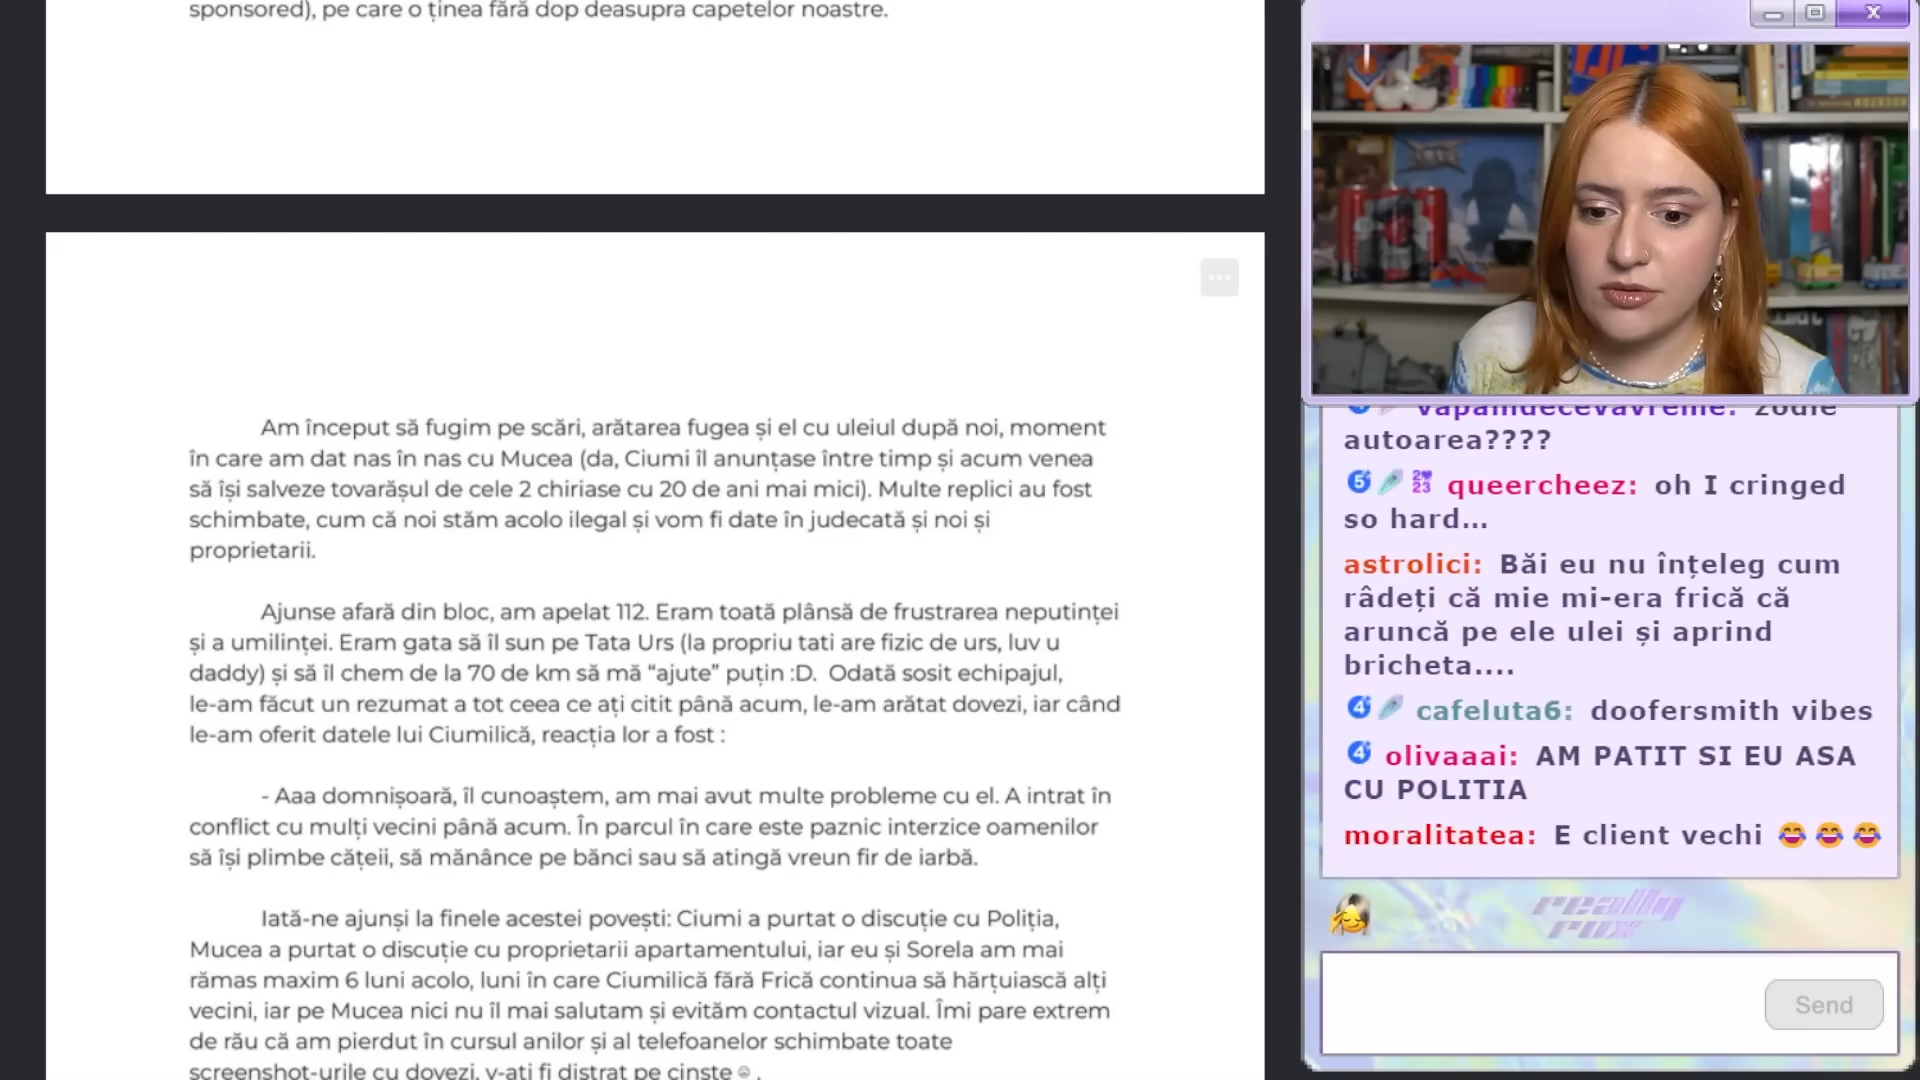 sponsored), pe care o ținea fără dop deasupra capetelor noastre.
Am început să fugim pe scări, arătarea fugea și el cu uleiul după noi, moment
în care am dat nas în nas cu Mucea (da, Ciumi îl anunțase între timp și acum venea
să își salveze tovarășul de cele 2 chiriase cu 20 de ani mai mici). Multe replici au fost
schimbate, cum că noi stăm acolo ilegal și vom fi date în judecată și noi și
proprietarii.
Ajunse afară din bloc, am apelat 112. Eram toată plânsă de frustrarea neputinței
și a umilinței. Eram gata să îl sun pe Tata Urs (la propriu tati are fizic de urs, luv u
daddy) și să îl chem de la 70 de km să mă “ajute” puțin :D.  Odată sosit echipajul,
le-am făcut un rezumat a tot ceea ce ați citit până acum, le-am arătat dovezi, iar când
le-am oferit datele lui Ciumilică, reacția lor a fost :
- Aaa domnișoară, îl cunoaștem, am mai avut multe probleme cu el. A intrat în
conflict cu mulți vecini până acum. În parcul în care este paznic interzice oamenilor
să își plimbe cățeii, să mănânce pe bănci sau să atingă vreun fir de iarbă.
Iată-ne ajunși la finele acestei povești: Ciumi a purtat o discuție cu Poliția,
Mucea a purtat o discuție cu proprietarii apartamentului, iar eu și Sorela am mai
rămas maxim 6 luni acolo, luni în care Ciumilică fără Frică continua să hărțuiască alți
vecini, iar pe Mucea nici nu îl mai salutam și evităm contactul vizual. Îmi pare extrem
de rău că am pierdut în cursul anilor și al telefoanelor schimbate toate
screenshot-urile cu dovezi, v-ați fi distrat pe cinste☺ .
vapamdecevavreme: zodie
autoarea????
queercheez: oh I cringed
so hard...
astrolici: Băi eu nu înțeleg cum
râdeți că mie mi-era frică că
aruncă pe ele ulei și aprind
bricheta....
cafeluta6: doofersmith vibes
olivaaai: AM PATIT SI EU ASA
CU POLITIA
moralitatea: E client vechi 😂 😂 😂
really
rux
Send